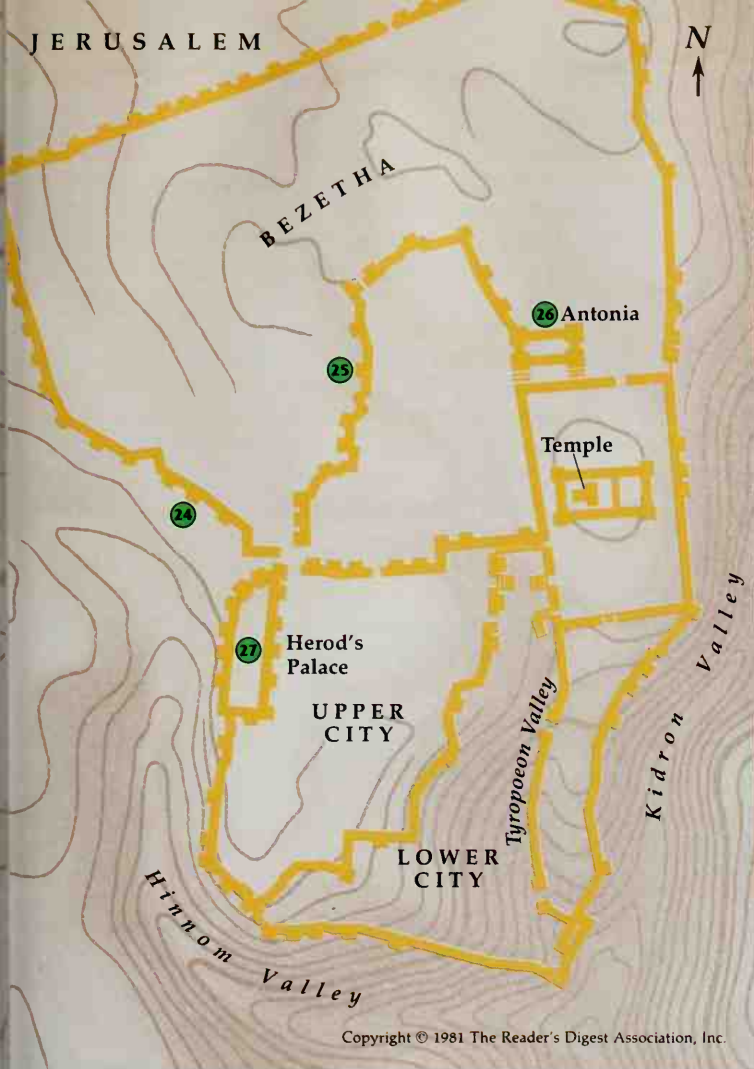 JERUSALEM
N
BEZETHA
26 Antonia
25
Temple
24
27
Herod's
Palace
UPPER
CITY
Tyropoeon Valley
Kidron Valley
LOWER
CITY
Hinnom Valley
Copyright © 1981 The Reader's Digest Association, Inc.